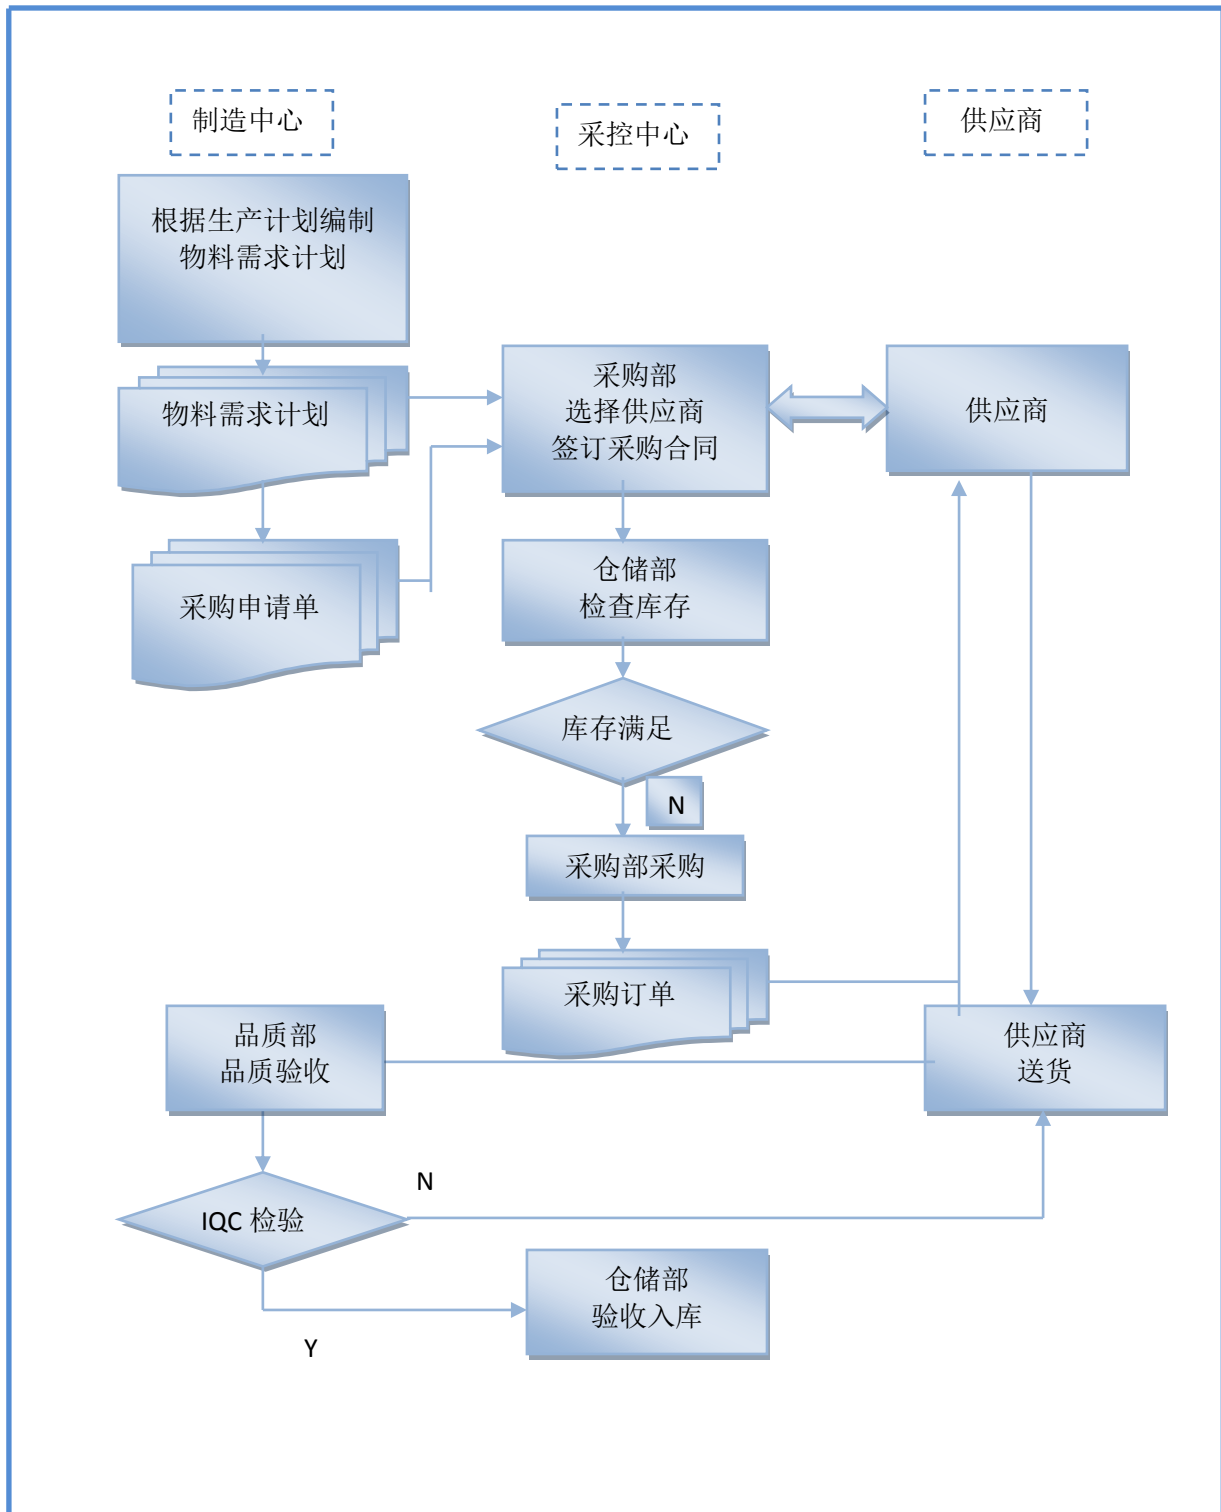 制造中心
采控中心
供应商
根据生产计划编制
物料需求计划
物料需求计划
采购部
选择供应商
签订采购合同
供应商
采购申请单
仓储部
检查库存
库存满足
N
采购部采购
采购订单
品质部
品质验收
供应商
送货
N
IQC 检验
仓储部
验收入库
Y